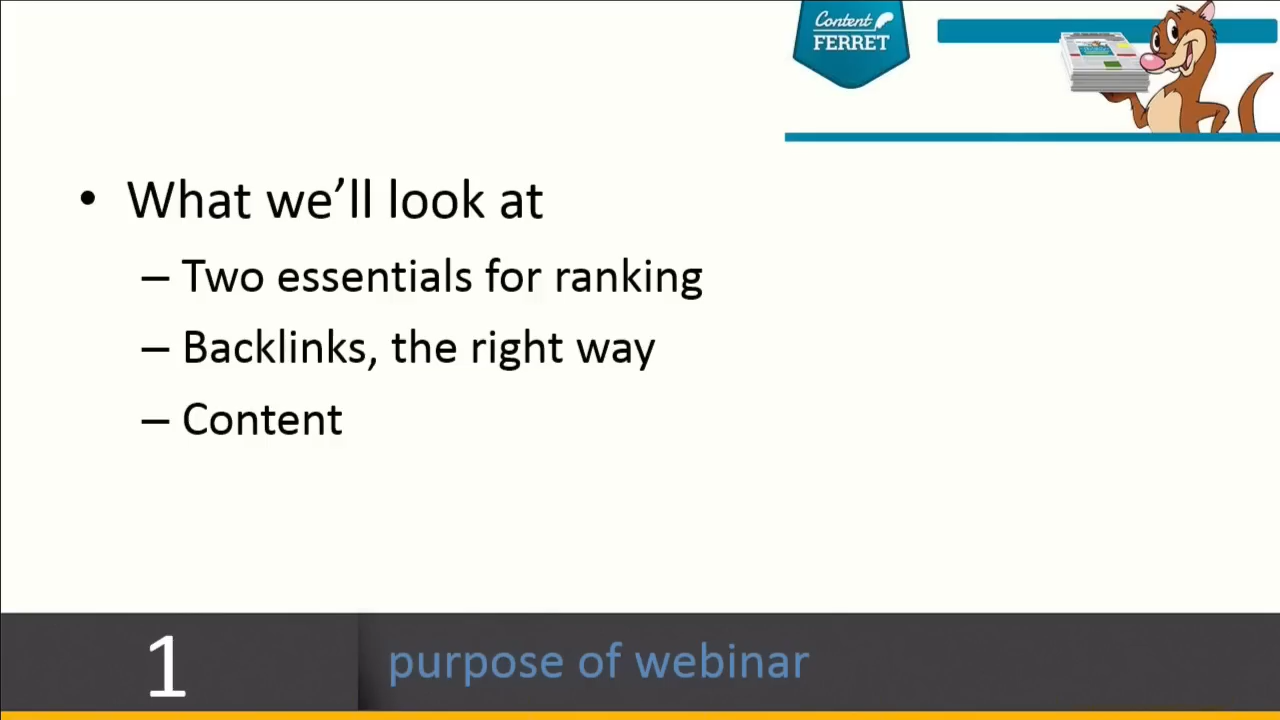 Content
FERRET
• What we’ll look at
– Two essentials for ranking
– Backlinks, the right way
– Content
1
purpose of webinar